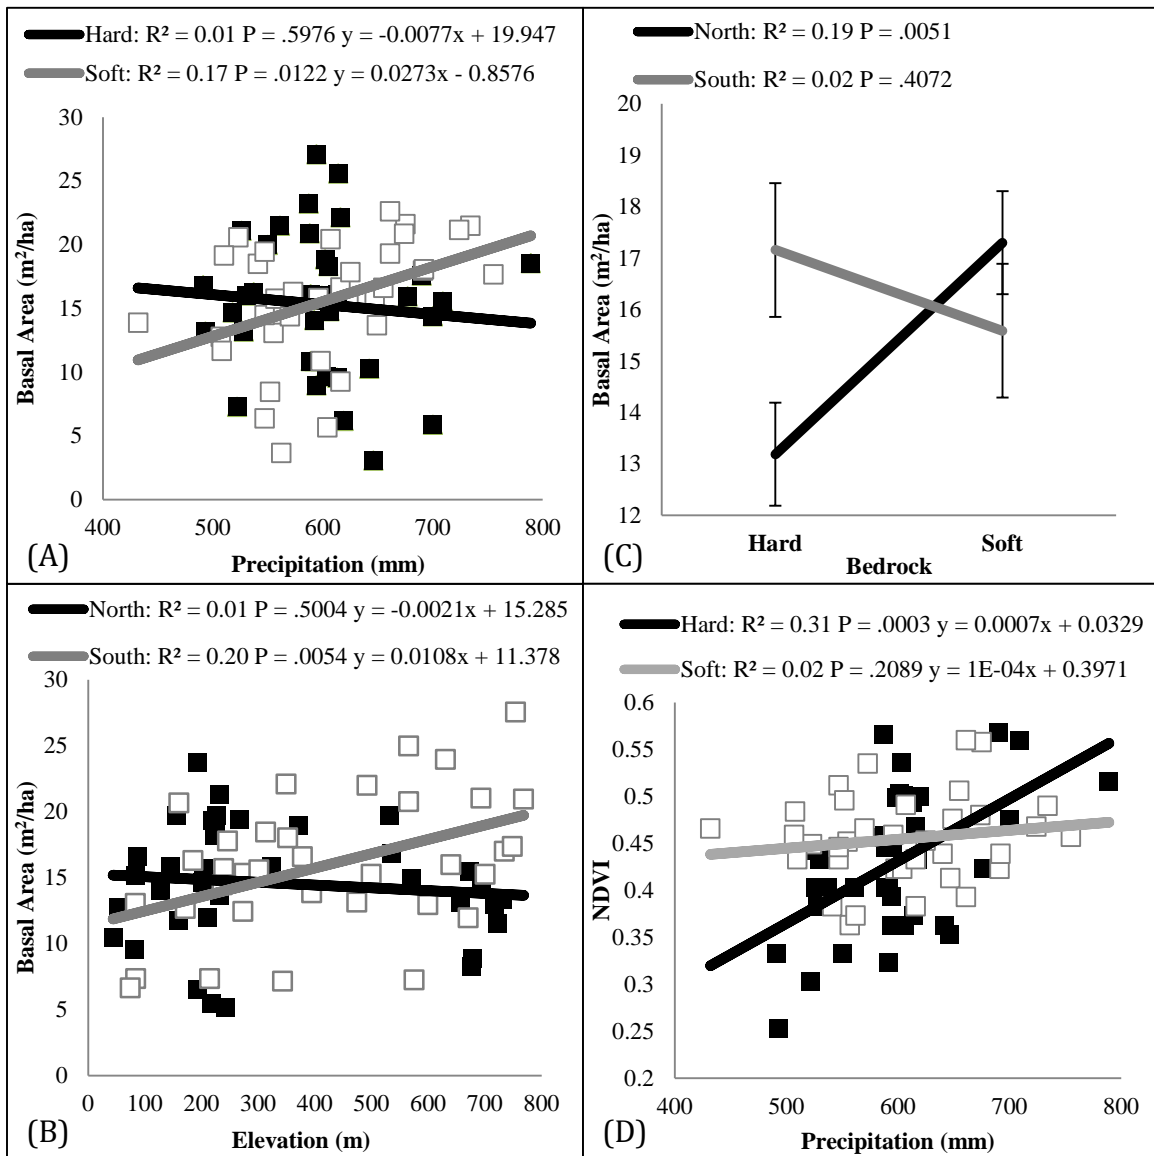 Hard: R² = 0.01 P = .5976 y = -0.0077x + 19.947
Soft: R² = 0.17 P = .0122 y = 0.0273x - 0.8576
30
25
20
15
10
5
0
Basal Area (m²/ha)
400 500 600 700 800
Precipitation (mm)
(A)
North: R² = 0.19 P = .0051
South: R² = 0.02 P = .4072
20
19
18
17
16
15
14
13
12
Basal Area (m²/ha)
Hard Soft
Bedrock
(C)
North: R² = 0.01 P = .5004 y = -0.0021x + 15.285
South: R² = 0.20 P = .0054 y = 0.0108x + 11.378
30
25
20
15
10
5
0
Basal Area (m²/ha)
0 100 200 300 400 500 600 700 800
Elevation (m)
(B)
Hard: R² = 0.31 P = .0003 y = 0.0007x + 0.0329
Soft: R² = 0.02 P = .2089 y = 1E-04x + 0.3971
0.6
0.55
0.5
0.45
0.4
0.35
0.3
0.25
0.2
NDVI
400 500 600 700 800
Precipitation (mm)
(D)